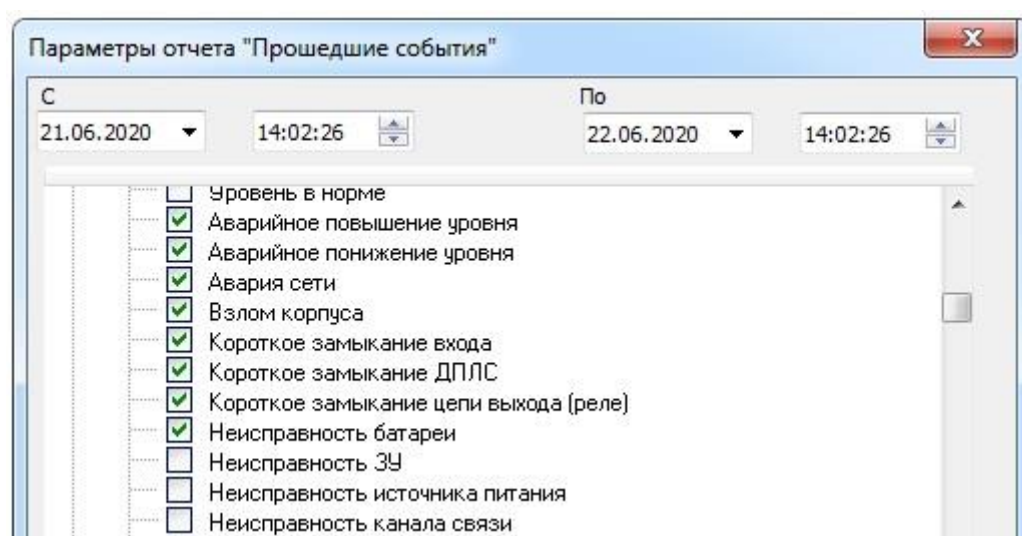 Параметры отчета "Прошедшие события"
С По
21.06.2020 14:02:26 22.06.2020 14:02:26
Уровень в норме
Аварийное повышение уровня
Аварийное понижение уровня
Авария сети
Взлом корпуса
Короткое замыкание входа
Короткое замыкание ДПЛС
Короткое замыкание цепи выхода (реле)
Неисправность батареи
Неисправность ЗУ
Неисправность источника питания
Неисправность канала связи